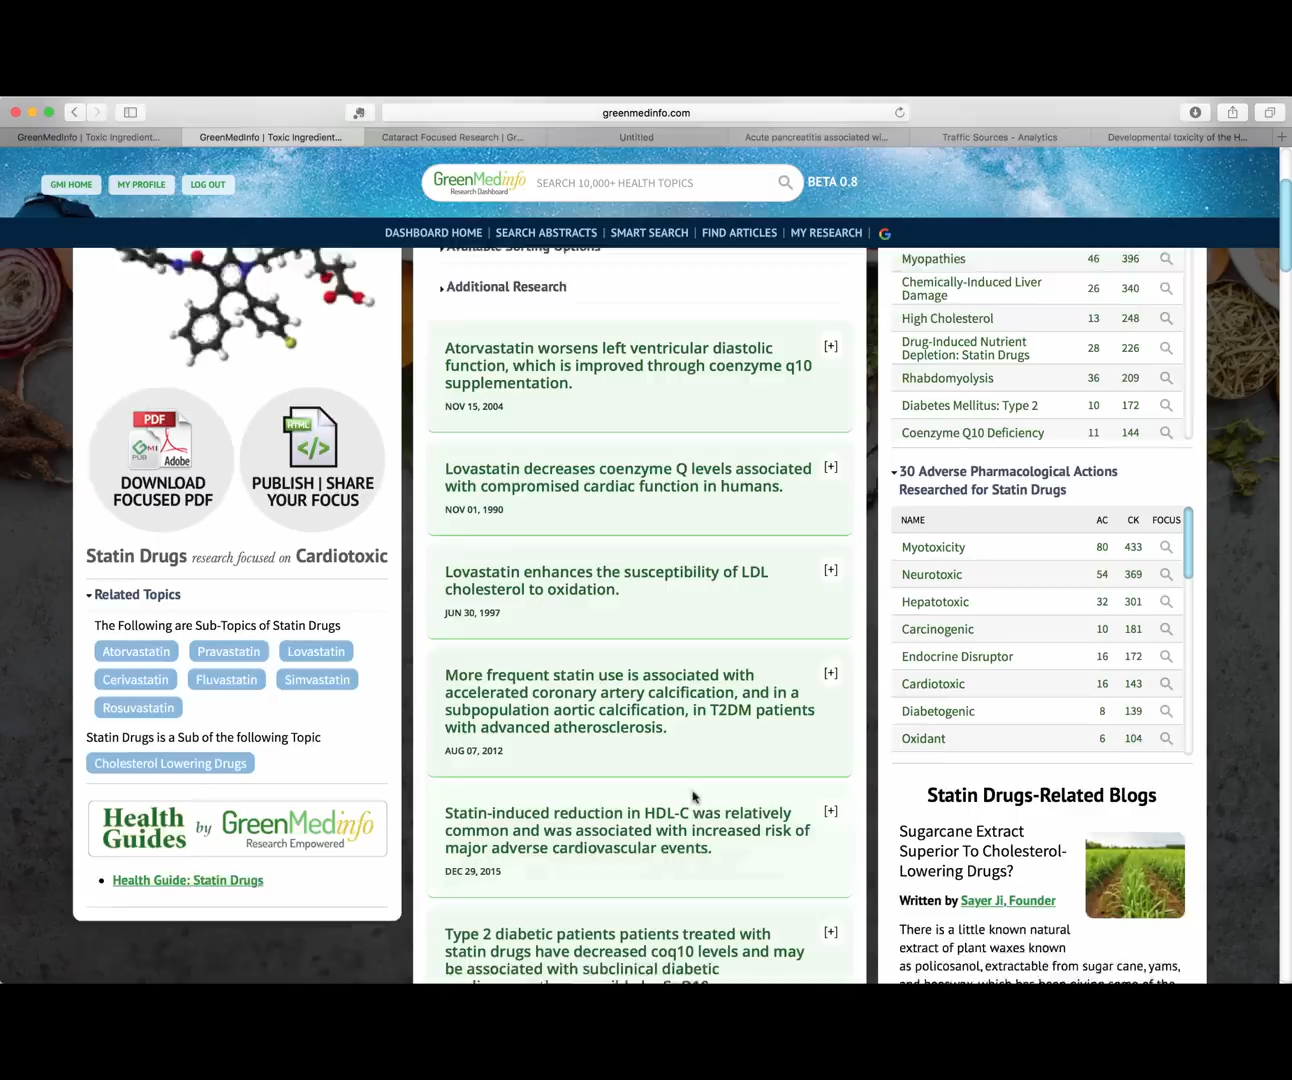 greenmedinfo.com
GreenMedInfo | Toxic Ingredient...
GreenMedInfo | Toxic Ingredient...
Cataract Focused Research | Gr...
Untitled
Acute pancreatitis associated wi...
Traffic Sources - Analytics
Developmental toxicity of the H...
GMI HOME
MY PROFILE
LOG OUT
GreenMedinfo
Research Dashboard
SEARCH 10,000+ HEALTH TOPICS
BETA 0.8
DASHBOARD HOME | SEARCH ABSTRACTS | SMART SEARCH | FIND ARTICLES | MY RESEARCH |
PDF
GMI
PUB
Adobe
DOWNLOAD
FOCUSED PDF
HTML
</>
PUBLISH | SHARE
YOUR FOCUS
Statin Drugs research focused on Cardiotoxic
Related Topics
The Following are Sub-Topics of Statin Drugs
Atorvastatin
Pravastatin
Lovastatin
Cerivastatin
Fluvastatin
Simvastatin
Rosuvastatin
Statin Drugs is a Sub of the following Topic
Cholesterol Lowering Drugs
Health Guides by GreenMedinfo
Research Empowered
• Health Guide: Statin Drugs
Available Sorting Options
Additional Research
Atorvastatin worsens left ventricular diastolic
function, which is improved through coenzyme q10
supplementation.
[+]
NOV 15, 2004
Lovastatin decreases coenzyme Q levels associated
with compromised cardiac function in humans.
[+]
NOV 01, 1990
Lovastatin enhances the susceptibility of LDL
cholesterol to oxidation.
[+]
JUN 30, 1997
More frequent statin use is associated with
accelerated coronary artery calcification, and in a
subpopulation aortic calcification, in T2DM patients
with advanced atherosclerosis.
[+]
AUG 07, 2012
Statin-induced reduction in HDL-C was relatively
common and was associated with increased risk of
major adverse cardiovascular events.
[+]
DEC 29, 2015
Type 2 diabetic patients patients treated with
statin drugs have decreased coq10 levels and may
be associated with subclinical diabetic
[+]
Myopathies 46 396
Chemically-Induced Liver
Damage 26 340
High Cholesterol 13 248
Drug-Induced Nutrient
Depletion: Statin Drugs 28 226
Rhabdomyolysis 36 209
Diabetes Mellitus: Type 2 10 172
Coenzyme Q10 Deficiency 11 144
30 Adverse Pharmacological Actions
Researched for Statin Drugs
NAME AC CK FOCUS
Myotoxicity 80 433
Neurotoxic 54 369
Hepatotoxic 32 301
Carcinogenic 10 181
Endocrine Disruptor 16 172
Cardiotoxic 16 143
Diabetogenic 8 139
Oxidant 6 104
Statin Drugs-Related Blogs
Sugarcane Extract
Superior To Cholesterol-
Lowering Drugs?
Written by Sayer Ji, Founder
There is a little known natural
extract of plant waxes known
as policosanol, extractable from sugar cane, yams,